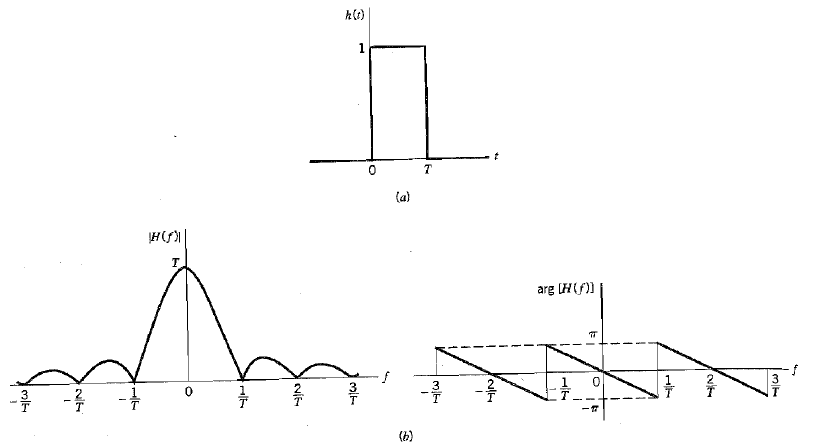 h(t)
1
0 T t
(a)
|H(f)|
T
-3/T -2/T -1/T 0 1/T 2/T 3/T f
arg [H(f)]
π
-3/T -2/T -1/T 0 1/T 2/T 3/T f
-π
(b)